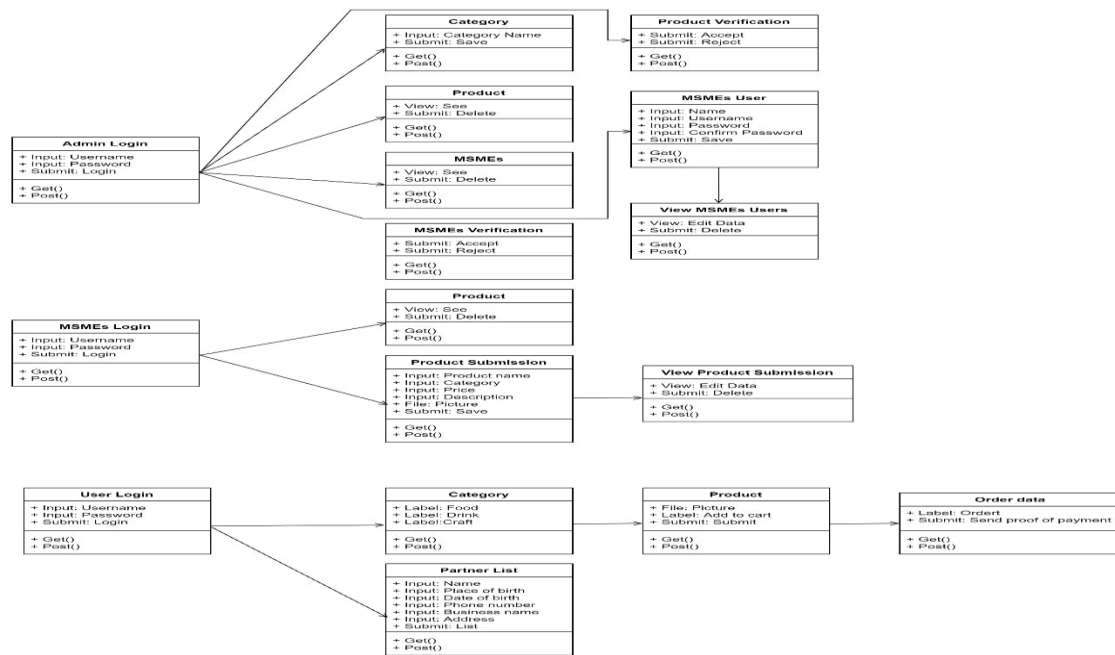 Category
+ Input: Category Name
+ Submit: Save
+ Get()
+ Post()
Product Verification
+ Submit: Accept
+ Submit: Reject
+ Get()
+ Post()
Product
+ View: See
+ Submit: Delete
+ Get()
+ Post()
MSMEs User
+ Input: Name
+ Input: Username
+ Input: Password
+ Input: Confirm Password
+ Submit: Save
+ Get()
+ Post()
Admin Login
+ Input: Username
+ Input: Password
+ Submit: Login
+ Get()
+ Post()
MSMEs
+ View: See
+ Submit: Delete
+ Get()
+ Post()
View MSMEs Users
+ View: Edit Data
+ Submit: Delete
+ Get()
+ Post()
MSMEs Verification
+ Submit: Accept
+ Submit: Reject
+ Get()
+ Post()
Product
+ View: See
+ Submit: Delete
+ Get()
+ Post()
MSMEs Login
+ Input: Username
+ Input: Password
+ Submit: Login
+ Get()
+ Post()
Product Submission
+ Input: Product name
+ Input: Category
+ Input: Price
+ Input: Description
+ File: Picture
+ Submit: Save
+ Get()
+ Post()
View Product Submission
+ View: Edit Data
+ Submit: Delete
+ Get()
+ Post()
User Login
+ Input: Username
+ Input: Password
+ Submit: Login
+ Get()
+ Post()
Category
+ Label: Food
+ Label: Drink
+ Label:Craft
+ Get()
+ Post()
Product
+ File: Picture
+ Label: Add to cart
+ Submit: Submit
+ Get()
+ Post()
Order data
+ Label: Ordert
+ Submit: Send proof of payment
+ Get()
+ Post()
Partner List
+ Input: Name
+ Input: Place of birth
+ Input: Date of birth
+ Input: Phone number
+ Input: Business name
+ Input: Address
+ Submit: List
+ Get()
+ Post()